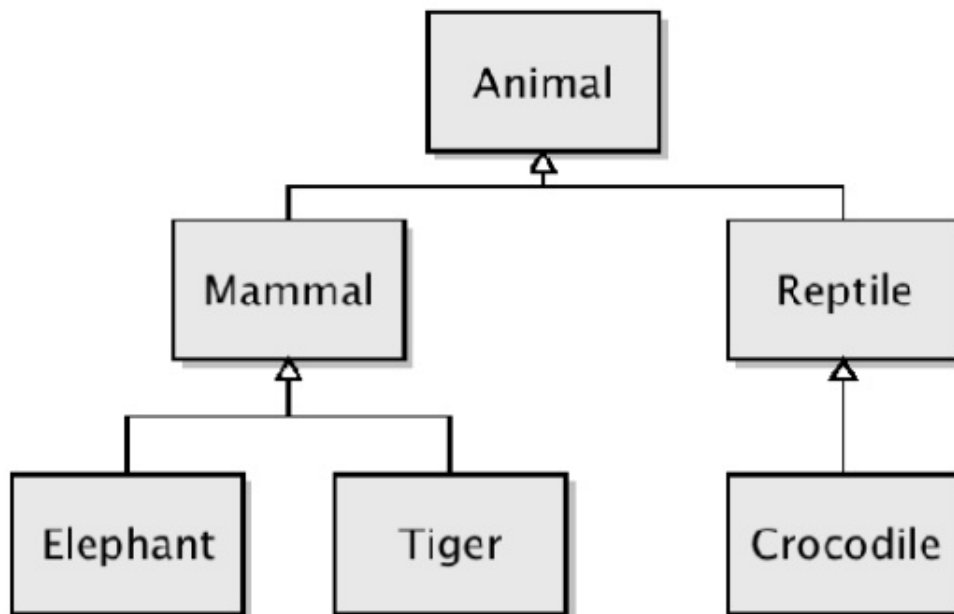 Animal
Mammal
Reptile
Elephant
Tiger
Crocodile